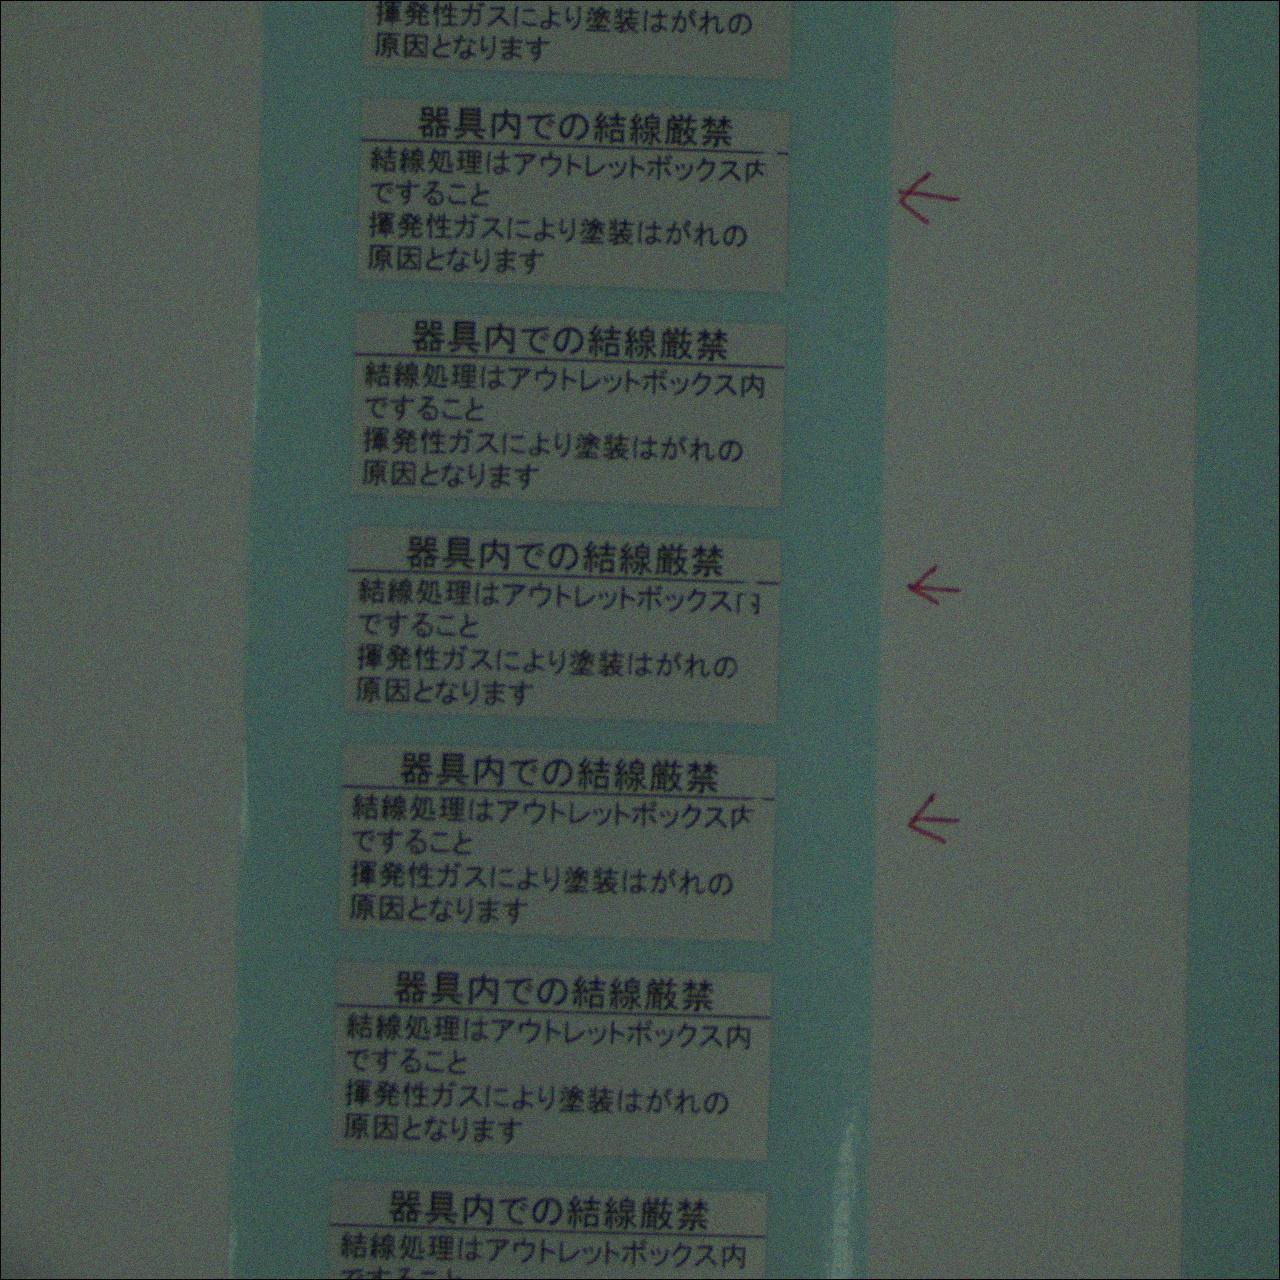 揮発性ガスにより塗装はがれの
原因となります
器具内での結線厳禁
結線処理はアウトレットボックス内
ですること
揮発性ガスにより塗装はがれの
原因となります
器具内での結線厳禁
結線処理はアウトレットボックス内
ですること
揮発性ガスにより塗装はがれの
原因となります
器具内での結線厳禁
結線処理はアウトレットボックス内
ですること
揮発性ガスにより塗装はがれの
原因となります
器具内での結線厳禁
結線処理はアウトレットボックス内
ですること
揮発性ガスにより塗装はがれの
原因となります
器具内での結線厳禁
結線処理はアウトレットボックス内
ですること
揮発性ガスにより塗装はがれの
原因となります
器具内での結線厳禁
結線処理はアウトレットボックス内
ですること